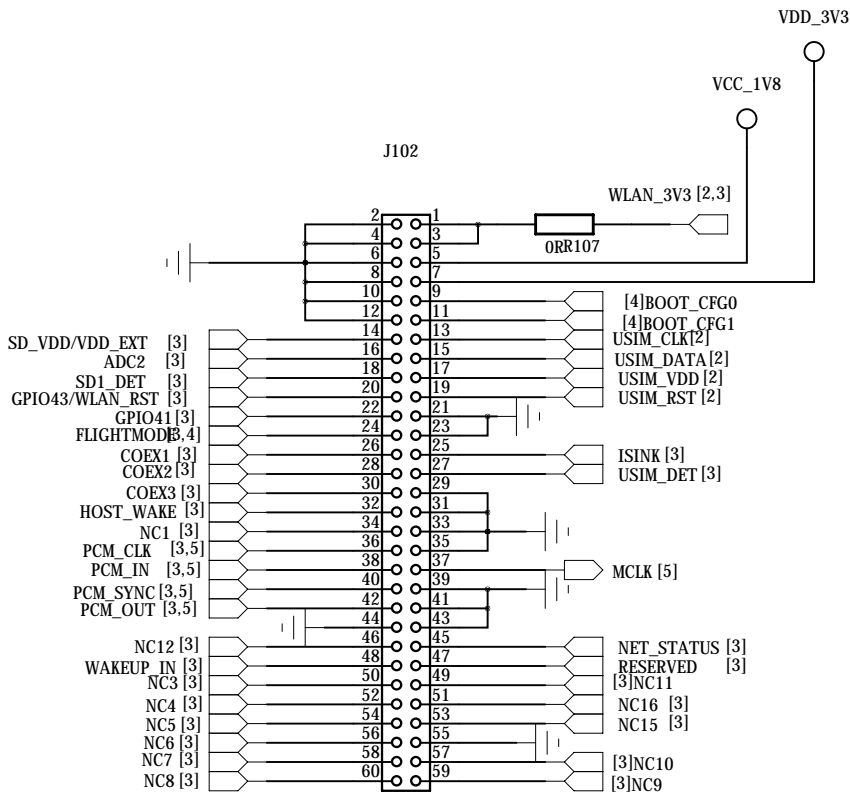 VDD_3V3
VCC_1V8
J102
WLAN_3V3 [2,3]
2 1
4 3
0R R107
6 5
8 7
10 9
[4]BOOT_CFG0
12 11
[4]BOOT_CFG1
SD_VDD/VDD_EXT [3] 14 13 USIM_CLK[2]
ADC2 [3] 16 15 USIM_DATA[2]
SD1_DET [3] 18 17 USIM_VDD [2]
GPIO43/WLAN_RST [3] 20 19 USIM_RST [2]
GPIO41 [3] 22 21
FLIGHTMODE[3,4] 24 23
COEX1 [3] 26 25 ISINK [3]
COEX2 [3] 28 27 USIM_DET [3]
COEX3 [3] 30 29
HOST_WAKE [3] 32 31
NC1 [3] 34 33
PCM_CLK [3,5] 36 35
PCM_IN [3,5] 38 37 MCLK [5]
PCM_SYNC [3,5] 40 39
PCM_OUT [3,5] 42 41
44 43
NC12 [3] 46 45 NET_STATUS [3]
WAKEUP_IN [3] 48 47 RESERVED [3]
NC3 [3] 50 49 [3]NC11
NC4 [3] 52 51 NC16 [3]
NC5 [3] 54 53 NC15 [3]
NC6 [3] 56 55
NC7 [3] 58 57 [3]NC10
NC8 [3] 60 59 [3]NC9